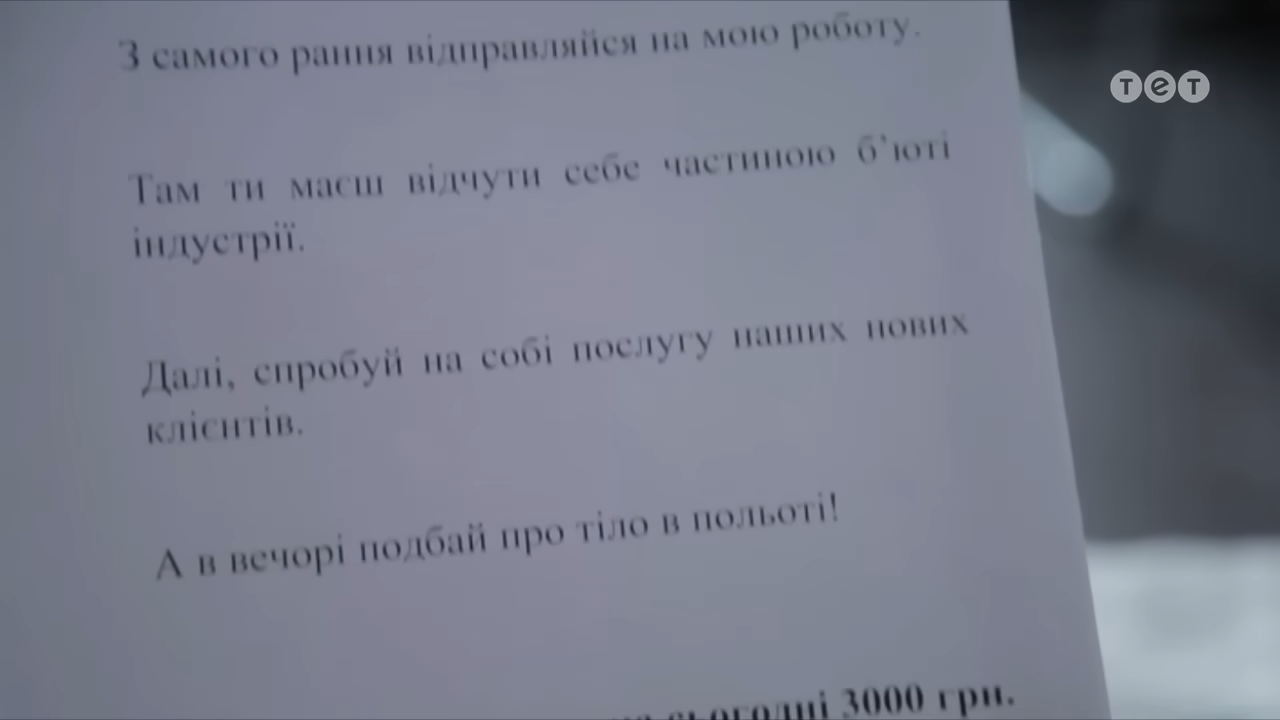 З самого рання відправляйся на мою роботу.
тет
Там ти маєш відчути себе частиною б’юті
індустрії.
Далі, спробуй на собі послугу наших нових
клієнтів.
А в вечорі подбай про тіло в польоті!
сьогодні 3000 грн.